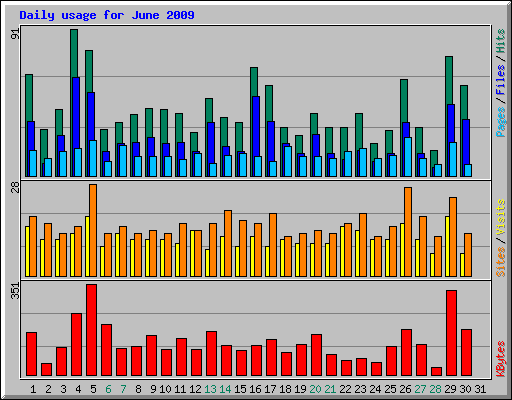 Daily usage for June 2009
91
28
351
Pages / Files / Hits
Sites / Visits
KBytes
1 2 3 4 5 6 7 8 9 10 11 12 13 14 15 16 17 18 19 20 21 22 23 24 25 26 27 28 29 30 31